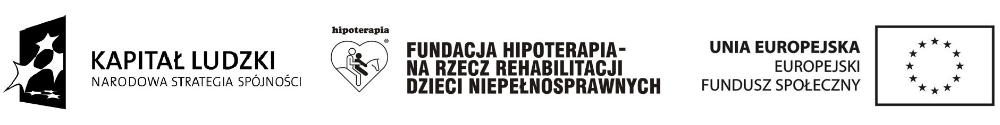 KAPITAŁ LUDZKI
NARODOWA STRATEGIA SPÓJNOŚCI
hipoterapia
®
FUNDACJA HIPOTERAPIA-
NA RZECZ REHABILITACJI
DZIECI NIEPEŁNOSPRAWNYCH
UNIA EUROPEJSKA
EUROPEJSKI
FUNDUSZ SPOŁECZNY